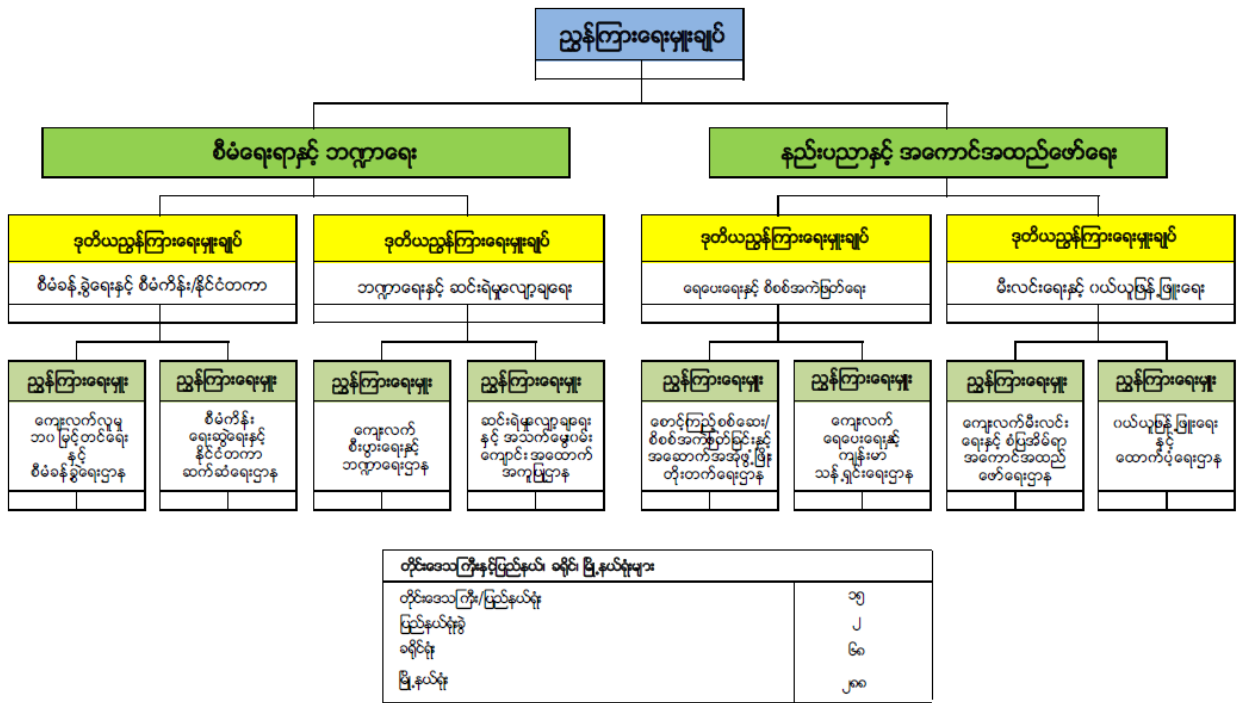 ညွှန်ကြားရေးမှူးချုပ်
စီမံရေးရာနှင့် ဘဏ္ဍာရေး
နည်းပညာနှင့် အကောင်အထည်ဖော်ရေး
ဒုတိယညွှန်ကြားရေးမှူးချုပ်
စီမံခန့်ခွဲရေးနှင့် စီမံကိန်း/နိုင်ငံတကာ
ဒုတိယညွှန်ကြားရေးမှူးချုပ်
ဘဏ္ဍာရေးနှင့် ဆင်းရဲမှုလျော့ချရေး
ဒုတိယညွှန်ကြားရေးမှူးချုပ်
ရေပေးရေးနှင့် စိစစ်အကဲဖြတ်ရေး
ဒုတိယညွှန်ကြားရေးမှူးချုပ်
မီးလင်းရေးနှင့် ဝယ်ယူဖြန့်ဖြူးရေး
ညွှန်ကြားရေးမှူး
ကျေးလက်လူမှု
ဘဝမြင့်တင်ရေး
နှင့်
စီမံခန့်ခွဲရေးဌာန
ညွှန်ကြားရေးမှူး
စီမံကိန်း
ရေးဆွဲရေးနှင့်
နိုင်ငံတကာ
ဆက်ဆံရေးဌာန
ညွှန်ကြားရေးမှူး
ကျေးလက်
စီးပွားရေးနှင့်
ဘဏ္ဍာရေးဌာန
ညွှန်ကြားရေးမှူး
ဆင်းရဲမှုလျော့ချရေး
နှင့် အသက်မွေးဝမ်း
ကျောင်း အထောက်
အကူပြုဌာန
ညွှန်ကြားရေးမှူး
စောင့်ကြည့်စစ်ဆေး/
စိစစ်အကဲဖြတ်ခြင်းနှင့်
အဆောက်အအုံဖွံ့ဖြိုး
တိုးတက်ရေးဌာန
ညွှန်ကြားရေးမှူး
ကျေးလက်
ရေပေးရေးနှင့်
ကျန်းမာ
သန့်ရှင်းရေးဌာန
ညွှန်ကြားရေးမှူး
ကျေးလက်မီးလင်း
ရေးနှင့် စံပြအိမ်ရာ
အကောင်အထည်
ဖော်ရေးဌာန
ညွှန်ကြားရေးမှူး
ဝယ်ယူဖြန့်ဖြူးရေး
နှင့်
ထောက်ပံ့ရေးဌာန
တိုင်းဒေသကြီးနှင့်ပြည်နယ်၊ ခရိုင်၊ မြို့နယ်ရုံးများ
တိုင်းဒေသကြီး/ပြည်နယ်ရုံး ၁၅
ပြည်နယ်ရုံးခွဲ ၂
ခရိုင်ရုံး ၆၈
မြို့နယ်ရုံး ၂၈၈